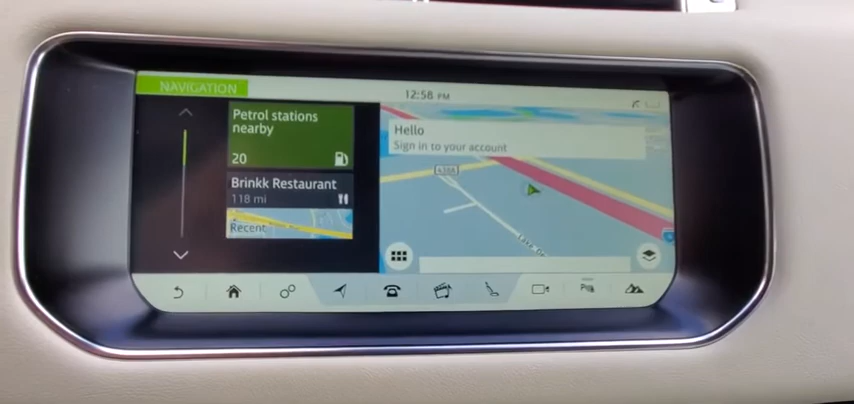 NAVIGATION
12:58 PM
Petrol stations
nearby
20
Hello
Sign in to your account
Brinkk Restaurant
118 mi
Recent